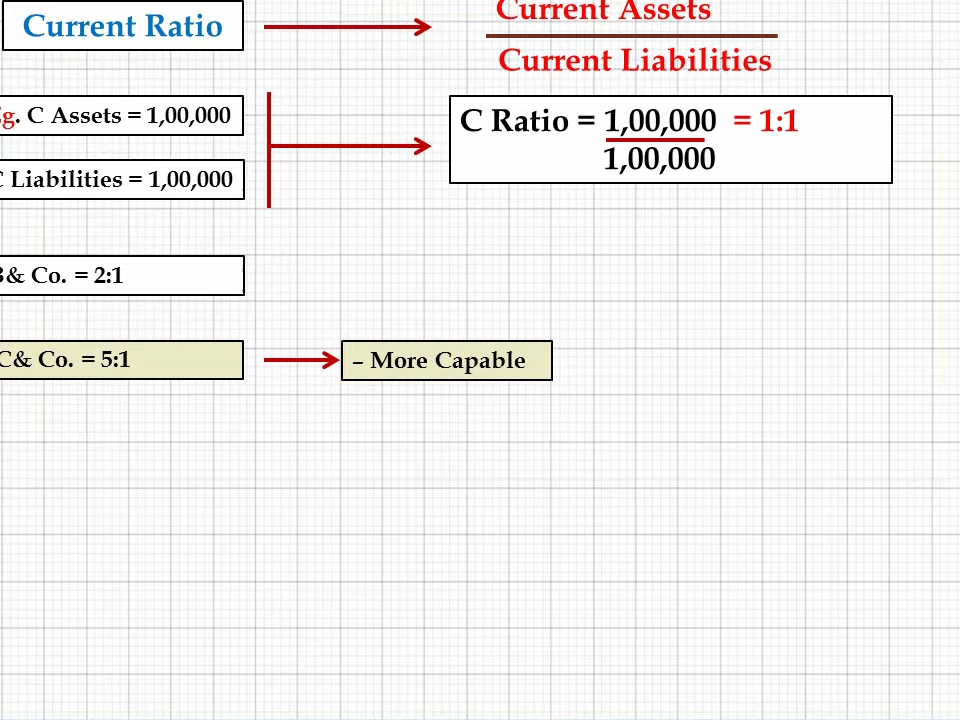 Current Ratio
Current Assets
Current Liabilities
Eg. C Assets = 1,00,000
C Liabilities = 1,00,000
C Ratio = 1,00,000 = 1:1
1,00,000
B& Co. = 2:1
C& Co. = 5:1
– More Capable